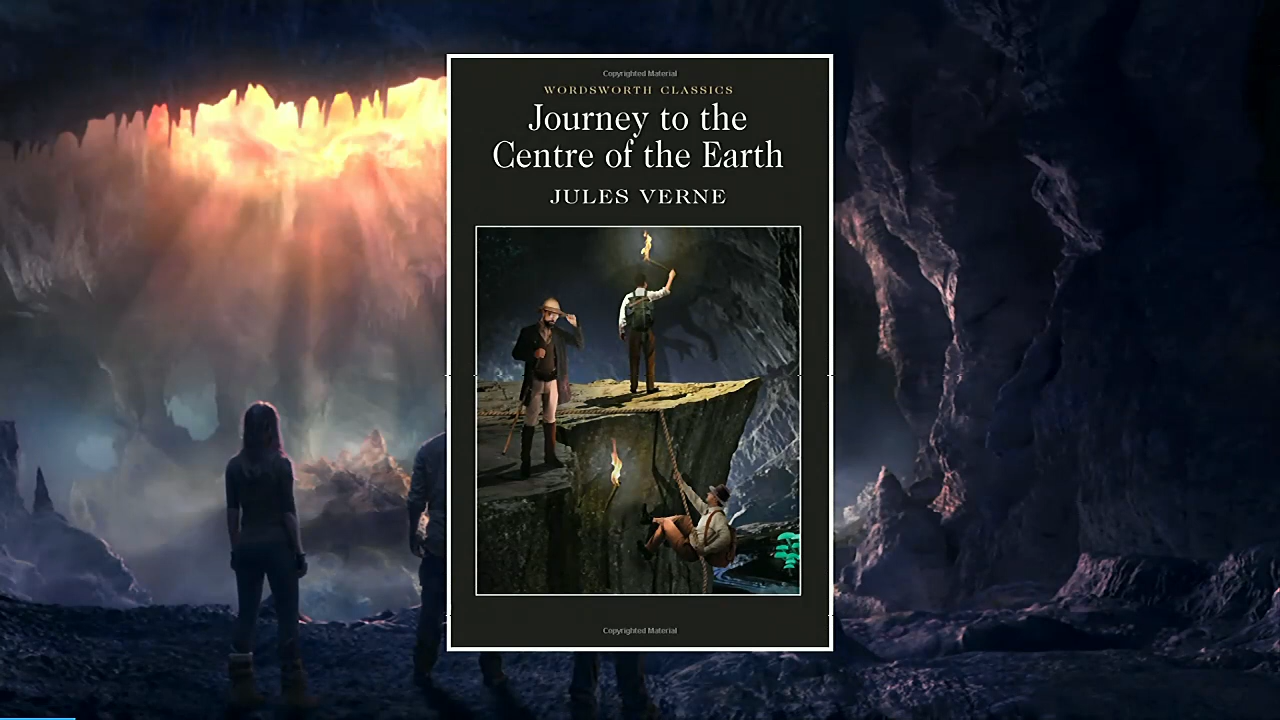 Copyrighted Material
WORDSWORTH CLASSICS
Journey to the
Centre of the Earth
JULES VERNE
Copyrighted Material